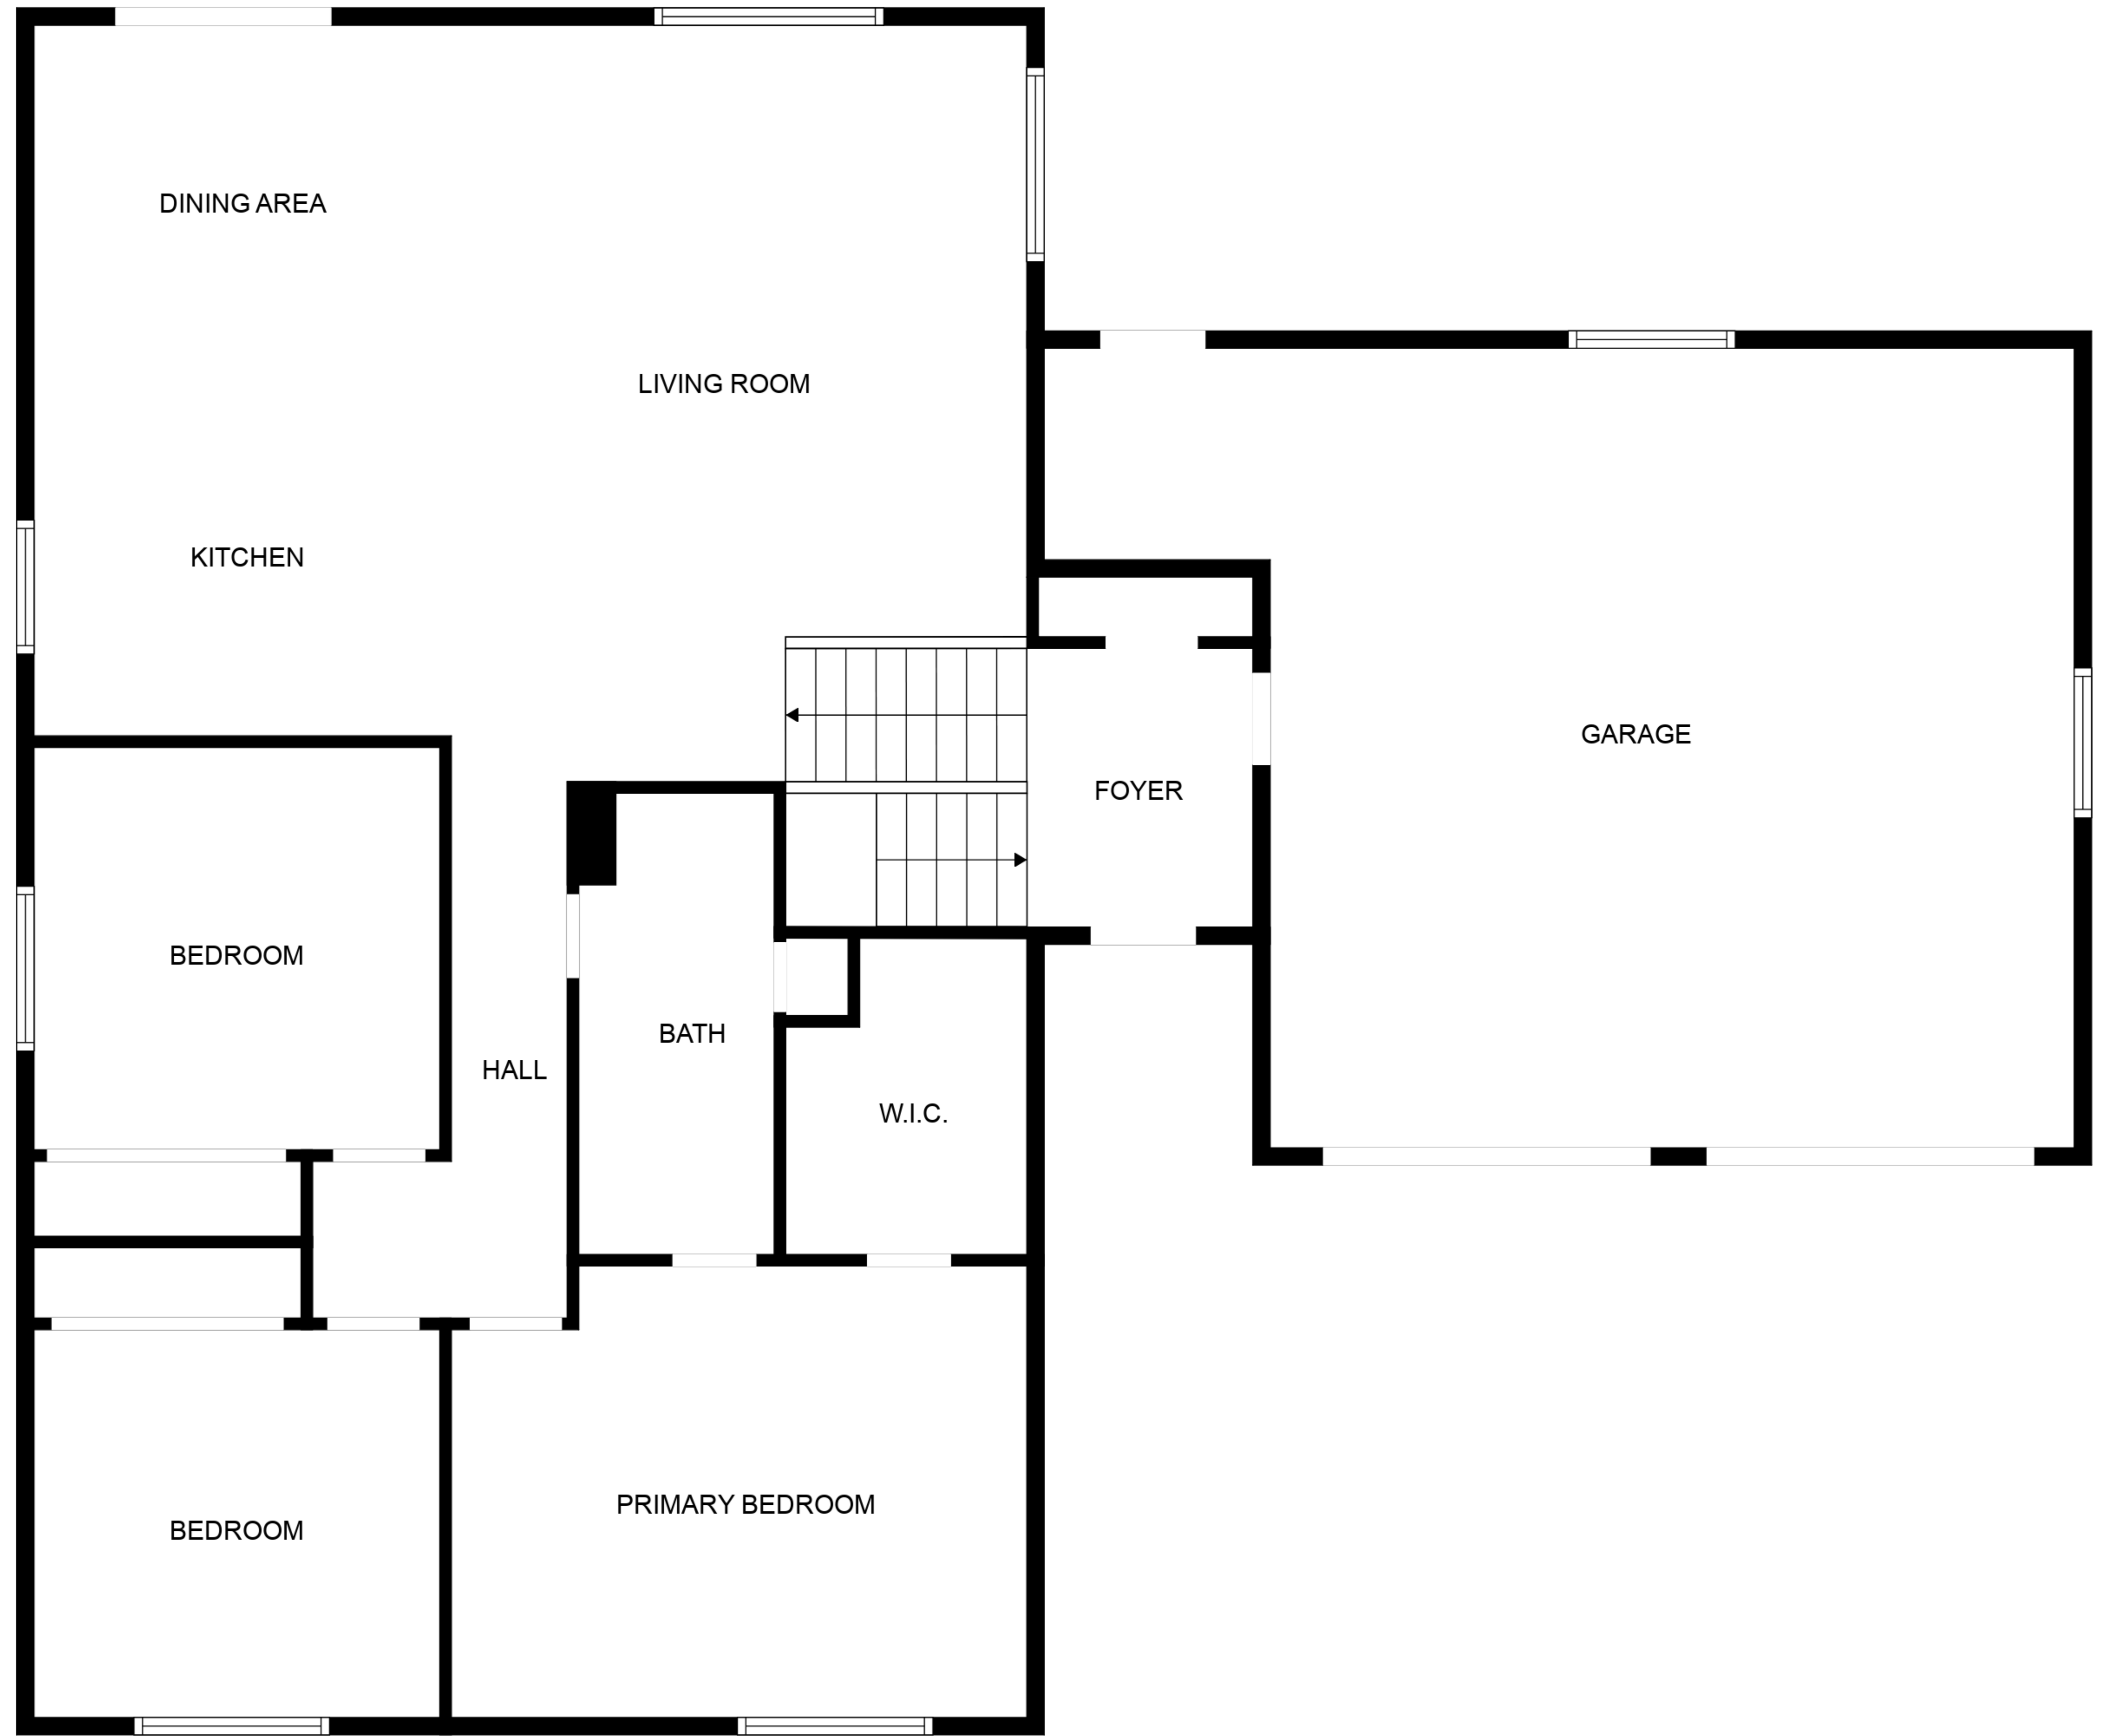 DINING AREA
LIVING ROOM
KITCHEN
GARAGE
FOYER
BEDROOM
BATH
HALL
W.I.C.
PRIMARY BEDROOM
BEDROOM